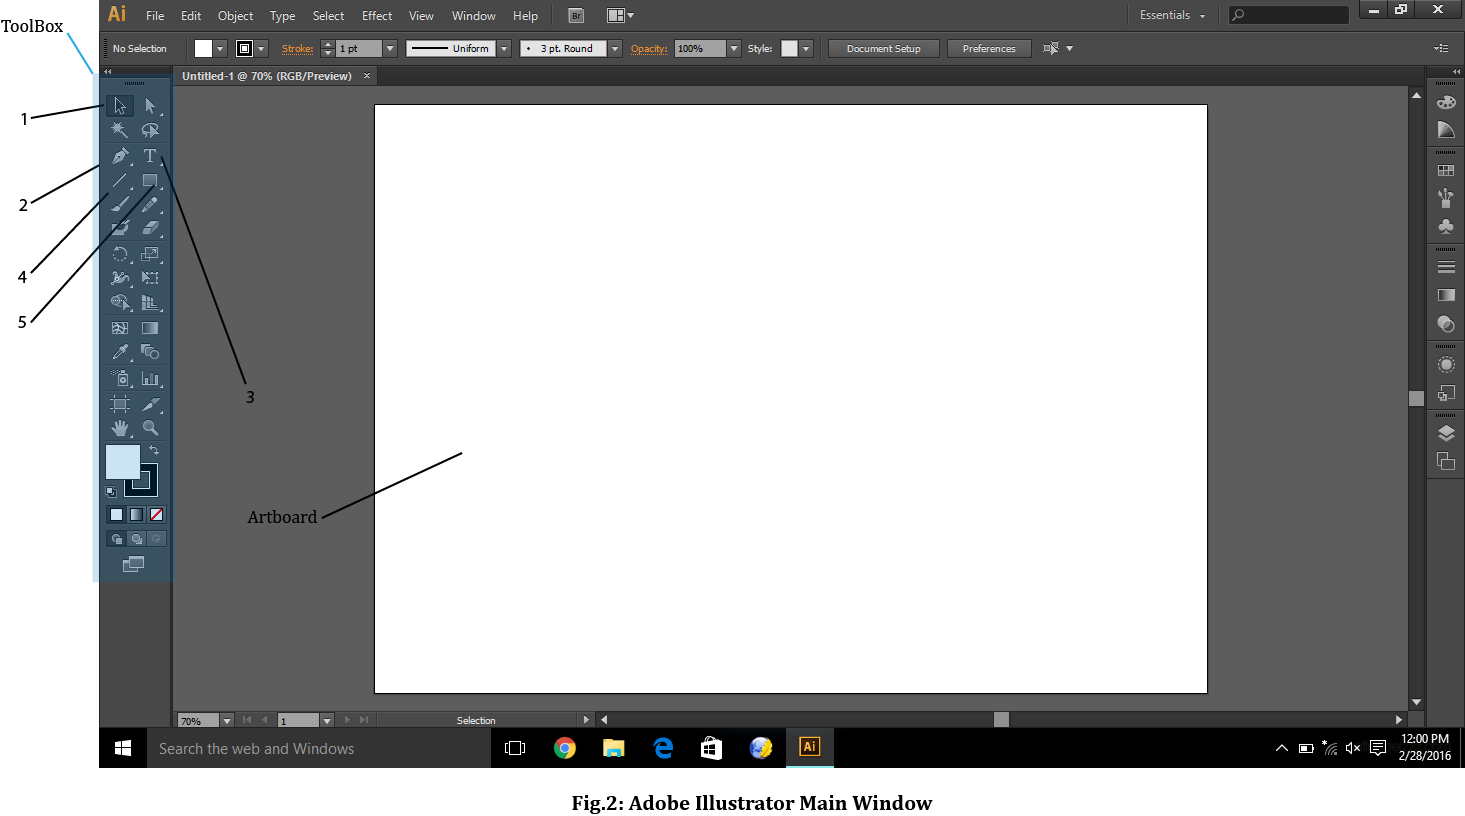 ToolBox
Ai File Edit Object Type Select Effect View Window Help Br Essentials
No Selection Stroke: 1 pt Uniform 3 pt. Round Opacity: 100% Style: Document Setup Preferences
Untitled-1 @ 70% (RGB/Preview) ×
1
T
2
4
5
3
Artboard
70% 1 Selection
Search the web and Windows Ai 12:00 PM
2/28/2016
Fig.2: Adobe Illustrator Main Window